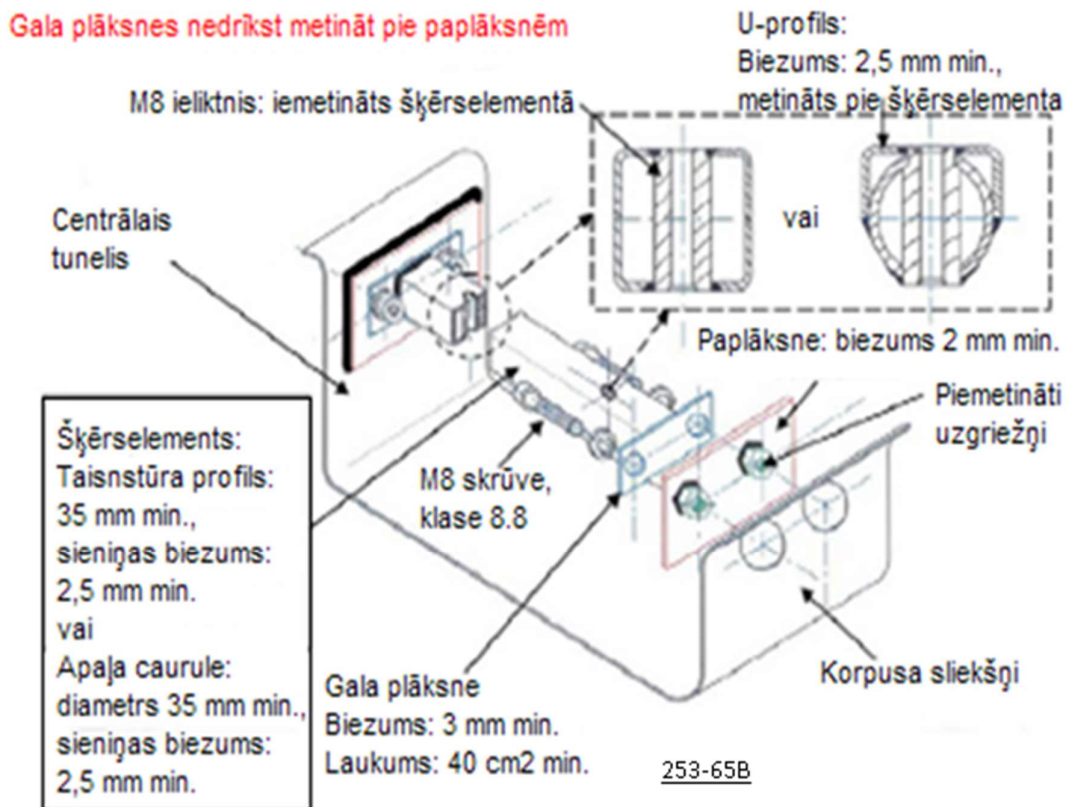 Gala plāksnes nedrīkst metināt pie paplāksnēm
U-profils:
Biezums: 2,5 mm min.,
metināts pie šķērselementa
M8 ieliktnis: iemetināts šķērselementā
vai
Centrālais
tunelis
Paplāksne: biezums 2 mm min.
Piemetināti
uzgriežņi
Šķērselements:
Taisnstūra profils:
35 mm min.,
sieniņas biezums:
2,5 mm min.
vai
Apaļa caurule:
diametrs 35 mm min.,
sieniņas biezums:
2,5 mm min.
M8 skrūve,
klase 8.8
Gala plāksne
Biezums: 3 mm min.
Laukums: 40 cm2 min.
Korpusa sliekšņi
253-65B